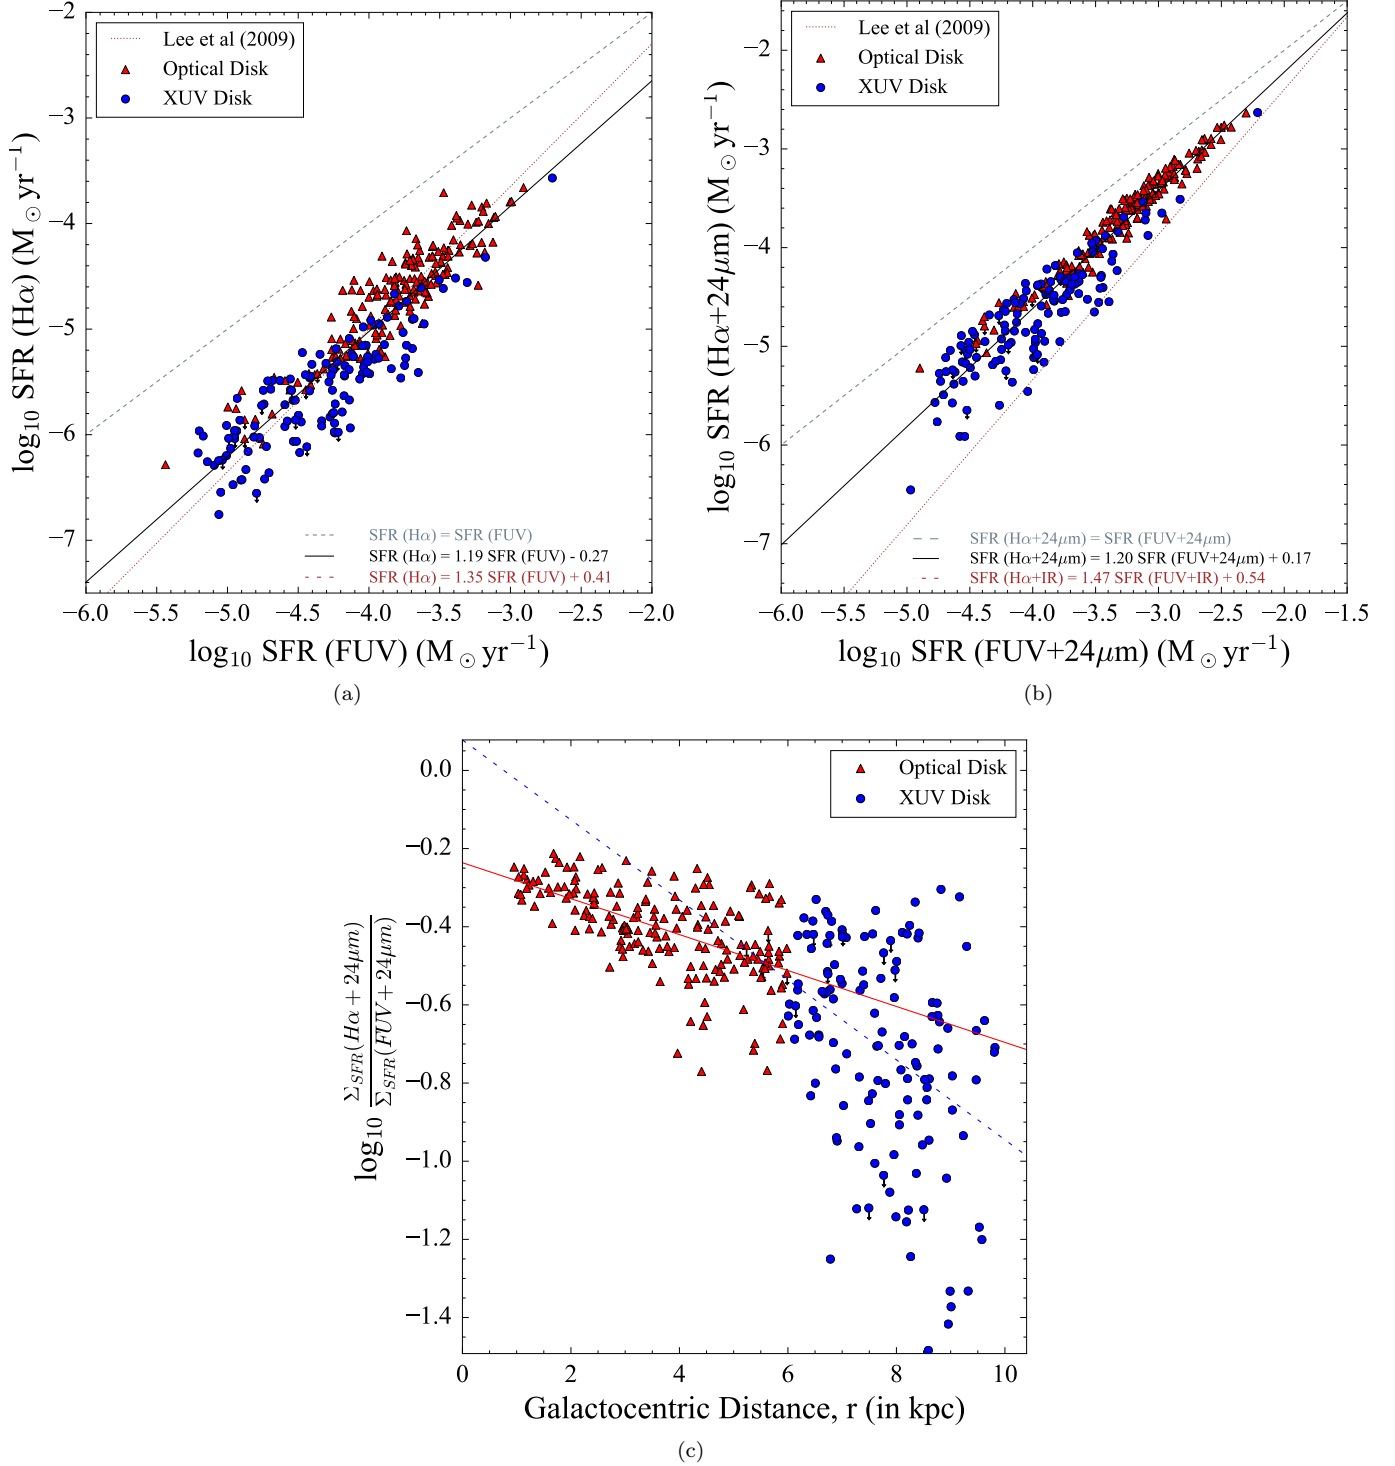 Lee et al (2009)
Optical Disk
XUV Disk
−2
−3
−4
−5
−6
−7
log₁₀ SFR (Hα) (M⊙ yr⁻¹)
SFR (Hα) = SFR (FUV)
SFR (Hα) = 1.19 SFR (FUV) - 0.27
SFR (Hα) = 1.35 SFR (FUV) + 0.41
−6.0 −5.5 −5.0 −4.5 −4.0 −3.5 −3.0 −2.5 −2.0
log₁₀ SFR (FUV) (M⊙ yr⁻¹)
(a)
Lee et al (2009)
Optical Disk
XUV Disk
−2
−3
−4
−5
−6
−7
log₁₀ SFR (Hα+24μm) (M⊙ yr⁻¹)
SFR (Hα+24μm) = SFR (FUV+24μm)
SFR (Hα+24μm) = 1.20 SFR (FUV+24μm) + 0.17
SFR (Hα+IR) = 1.47 SFR (FUV+IR) + 0.54
−6.0 −5.5 −5.0 −4.5 −4.0 −3.5 −3.0 −2.5 −2.0 −1.5
log₁₀ SFR (FUV+24μm) (M⊙ yr⁻¹)
(b)
Optical Disk
XUV Disk
0.0
−0.2
−0.4
−0.6
−0.8
−1.0
−1.2
−1.4
log₁₀ Σ_SFR(Hα + 24μm) / Σ_SFR(FUV + 24μm)
0 2 4 6 8 10
Galactocentric Distance, r (in kpc)
(c)